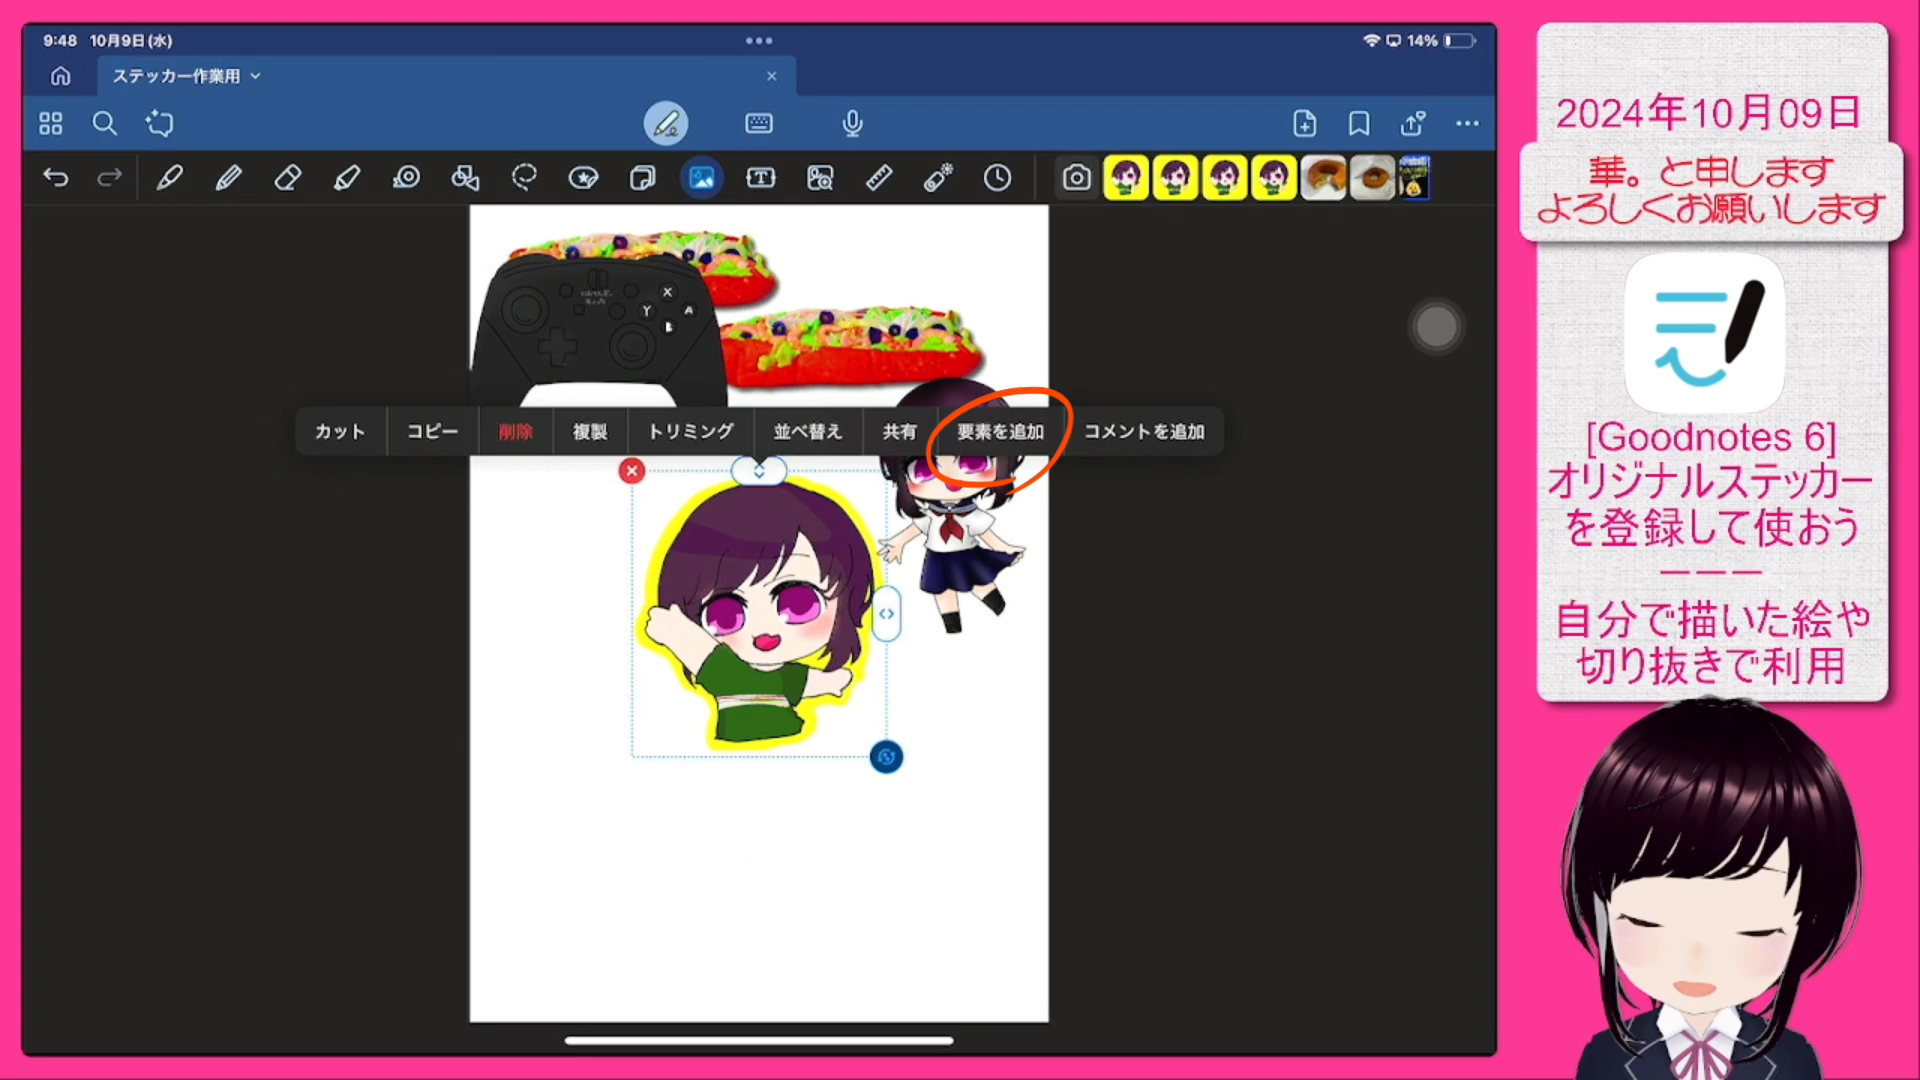 9:48 10月9日(水)
14%
ステッカー作業用
X
Y
A
B
カット
コピー
削除
複製
トリミング
並べ替え
共有
要素を追加
コメントを追加
2024年10月09日
華。と申します
よろしくお願いします
[Goodnotes 6]
オリジナルステッカー
を登録して使おう
ーーー
自分で描いた絵や
切り抜きで利用